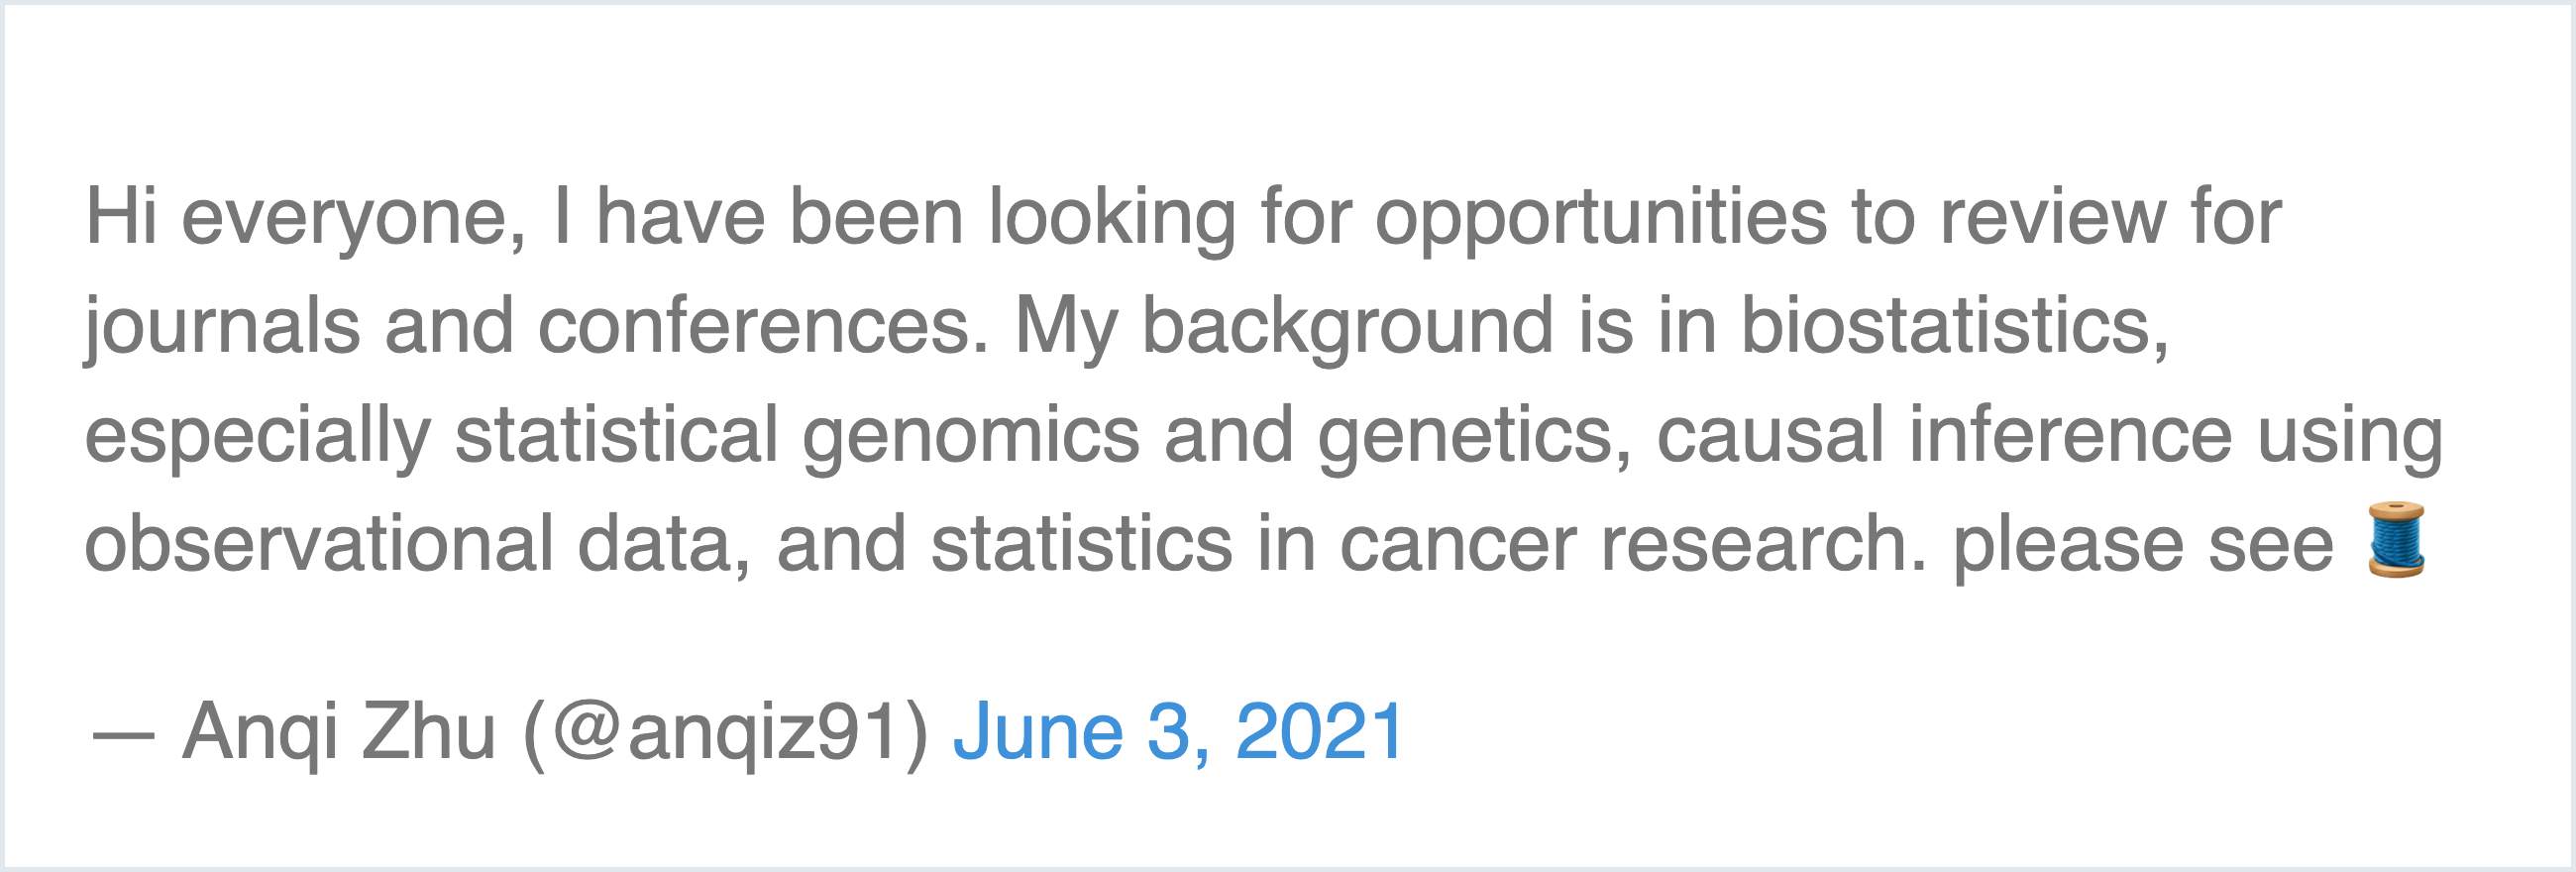 Hi everyone, I have been looking for opportunities to review for
journals and conferences. My background is in biostatistics,
especially statistical genomics and genetics, causal inference using
observational data, and statistics in cancer research. please see 🧵
— Anqi Zhu (@anqiz91) June 3, 2021